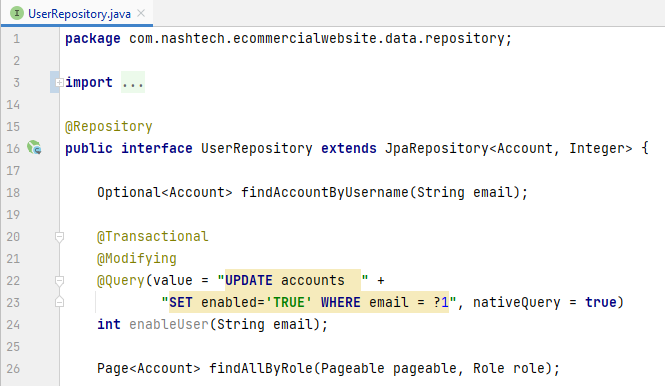 UserRepository.java
1 package com.nashtech.ecommercialwebsite.data.repository;
2
3 import ...
14
15 @Repository
16 public interface UserRepository extends JpaRepository<Account, Integer> {
17
18 Optional<Account> findAccountByUsername(String email);
19
20 @Transactional
21 @Modifying
22 @Query(value = "UPDATE accounts " +
23 "SET enabled='TRUE' WHERE email = ?1", nativeQuery = true)
24 int enableUser(String email);
25
26 Page<Account> findAllByRole(Pageable pageable, Role role);